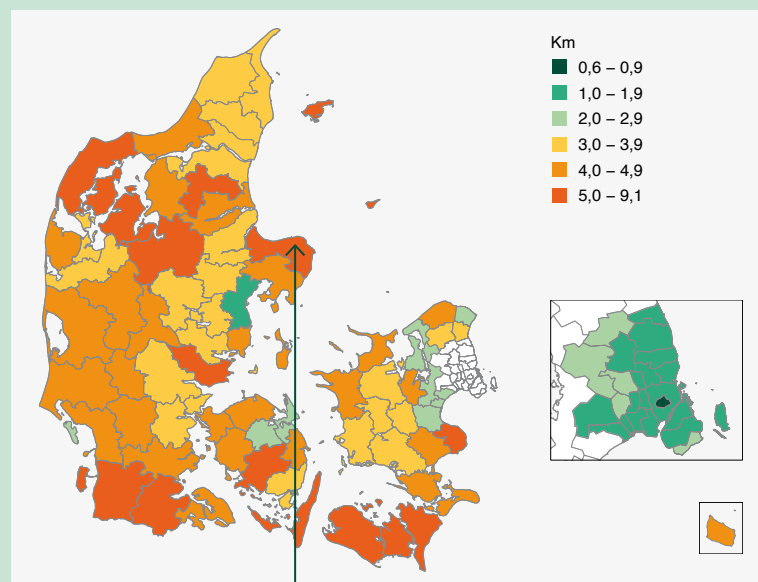 Km
0,6 – 0,9
1,0 – 1,9
2,0 – 2,9
3,0 – 3,9
4,0 – 4,9
5,0 – 9,1